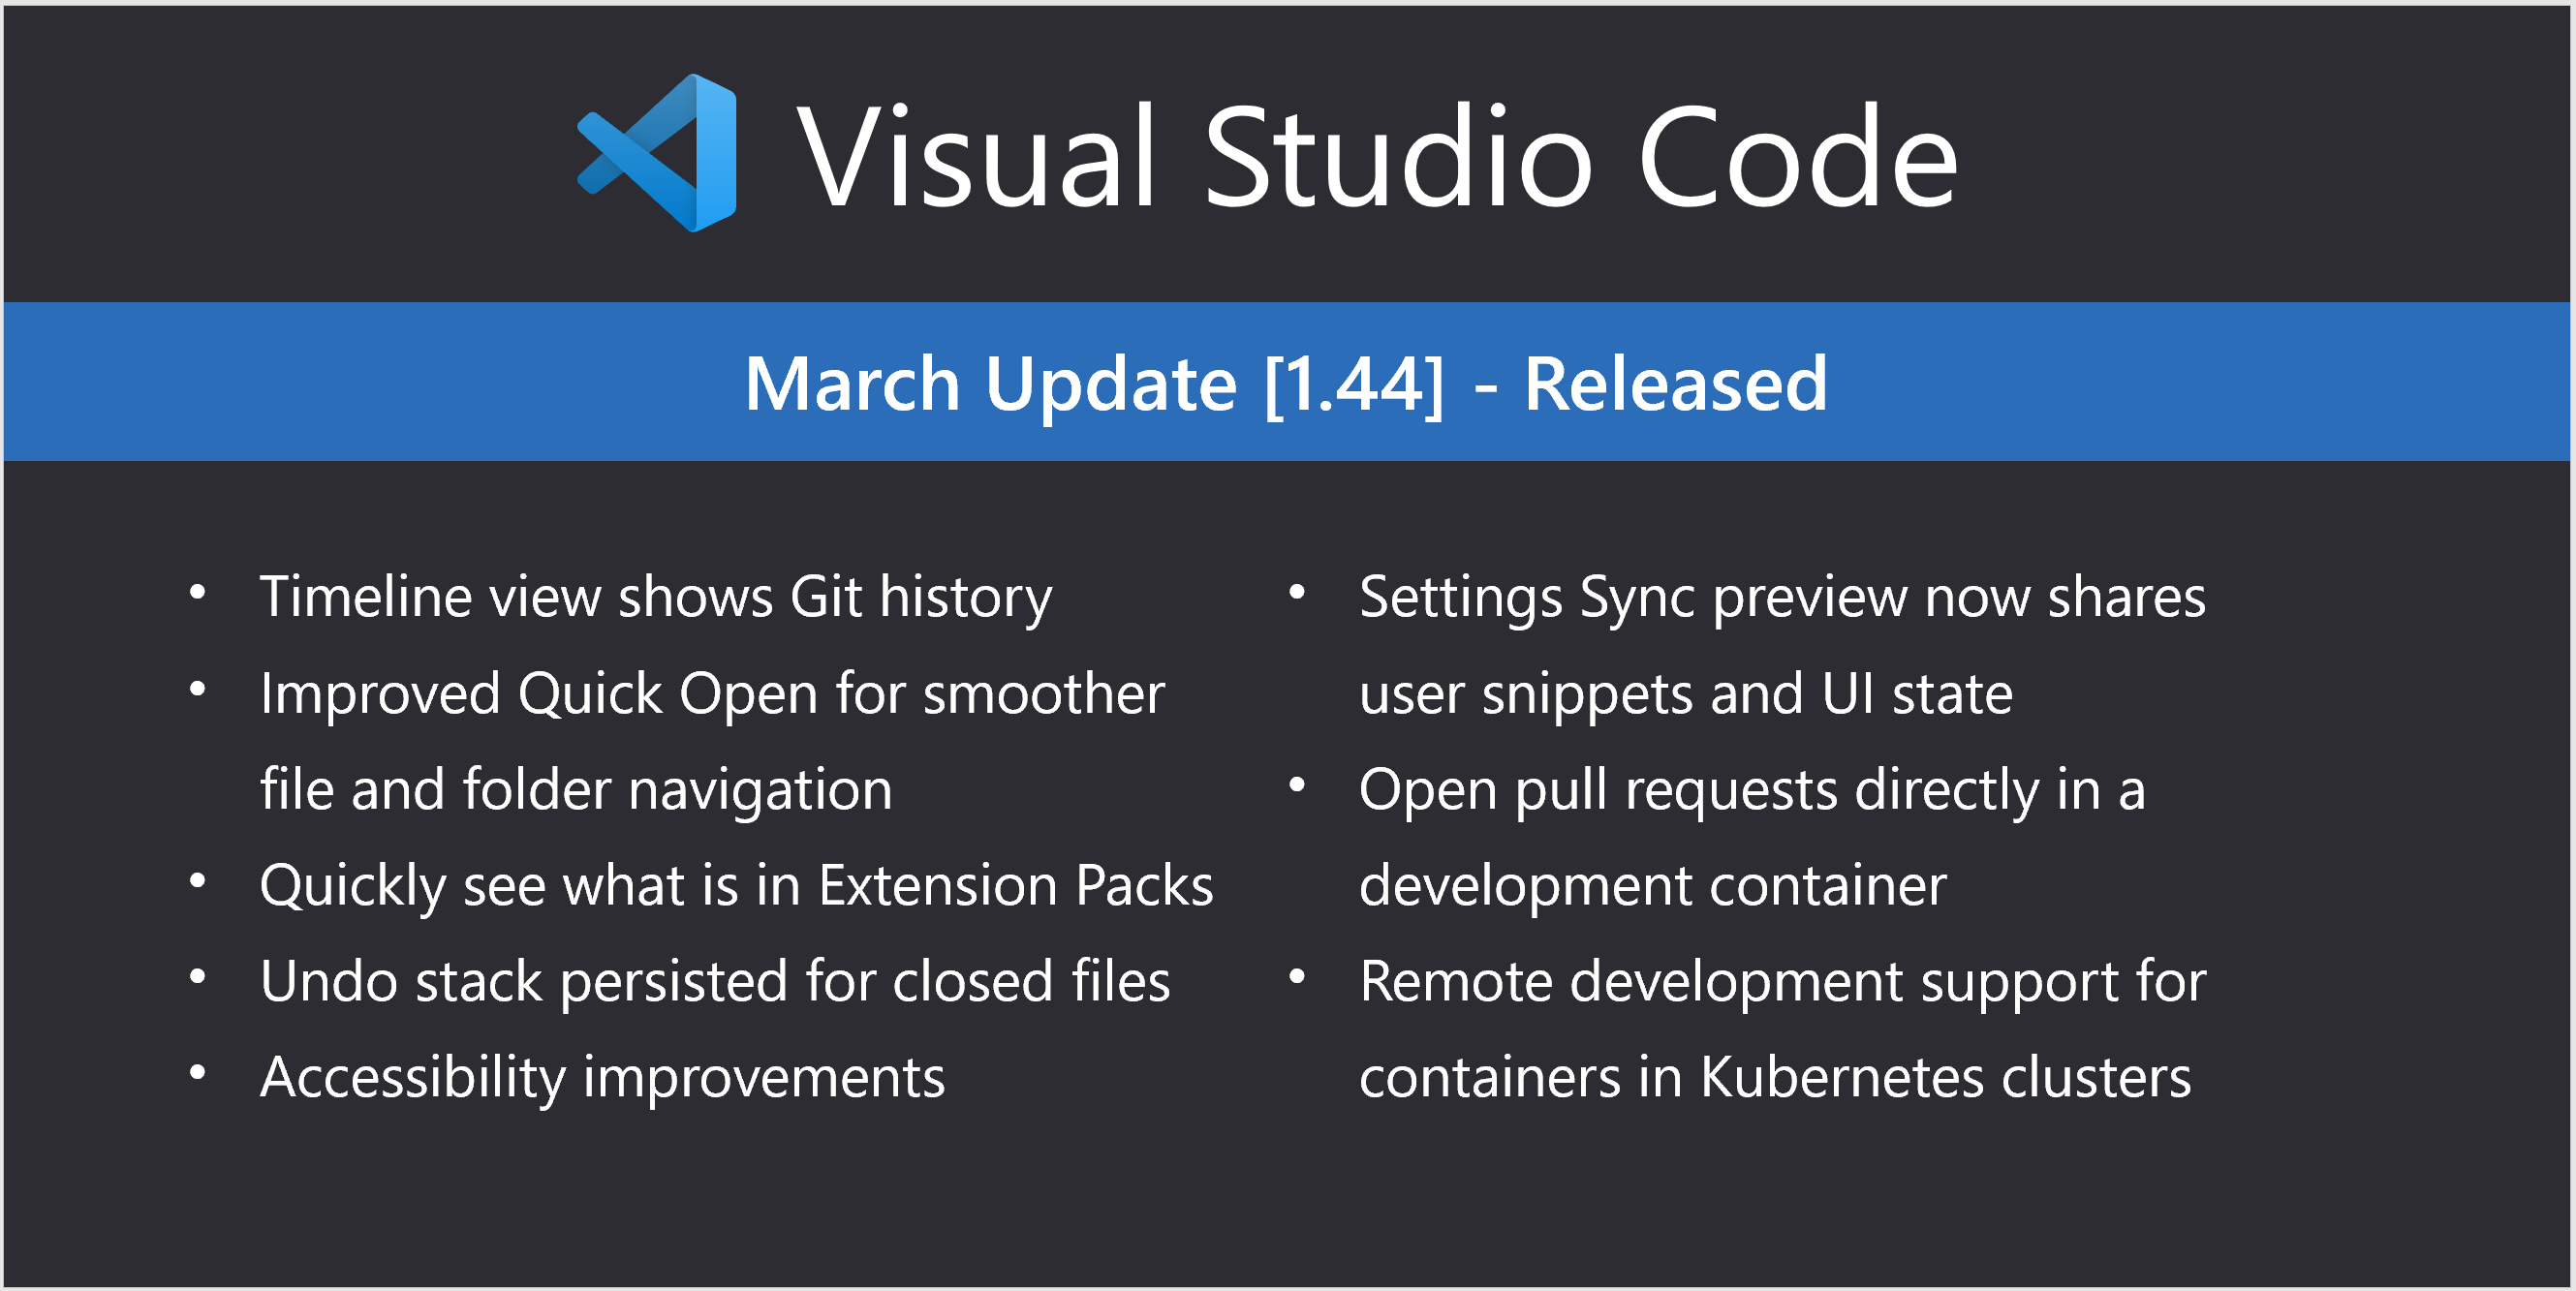 Visual Studio Code
March Update [1.44] - Released
• Timeline view shows Git history
• Improved Quick Open for smoother
file and folder navigation
• Quickly see what is in Extension Packs
• Undo stack persisted for closed files
• Accessibility improvements
• Settings Sync preview now shares
user snippets and UI state
• Open pull requests directly in a
development container
• Remote development support for
containers in Kubernetes clusters